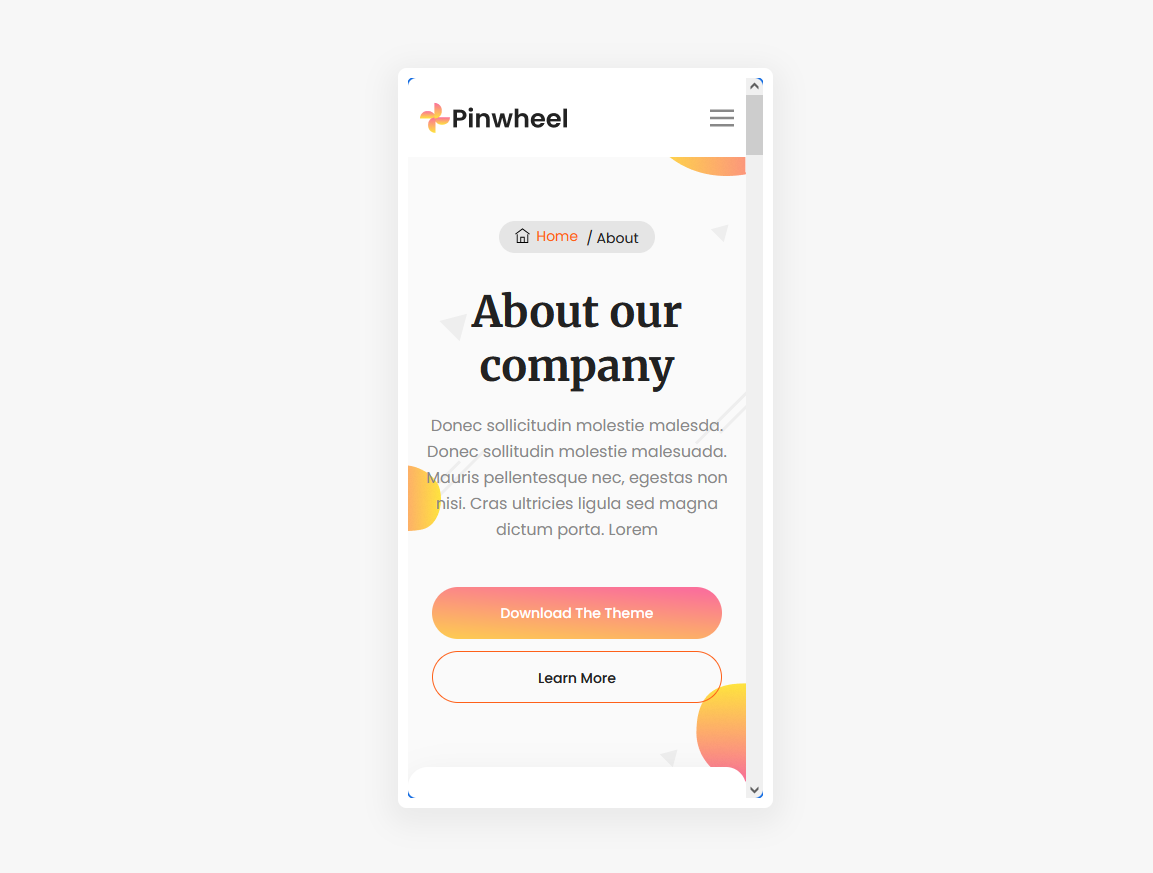 Pinwheel
Home / About
About our
company
Donec sollicitudin molestie malesda.
Donec sollitudin molestie malesuada.
Mauris pellentesque nec, egestas non
nisi. Cras ultricies ligula sed magna
dictum porta. Lorem
Download The Theme
Learn More